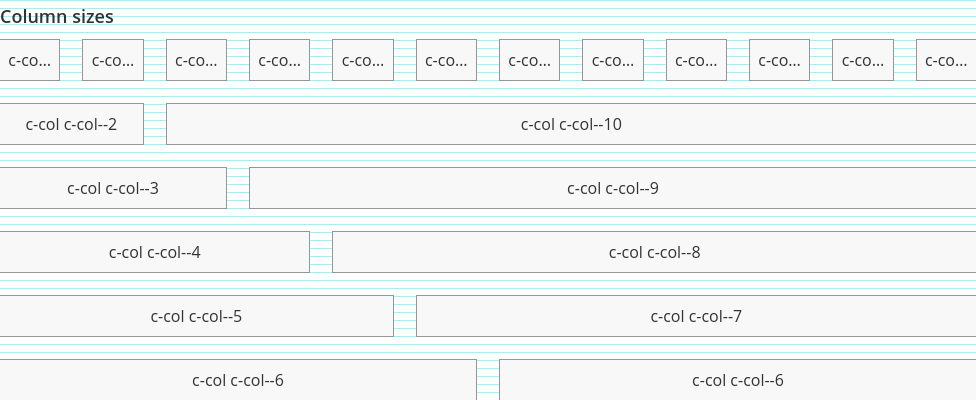 Column sizes
c-co... c-co... c-co... c-co... c-co... c-co... c-co... c-co... c-co... c-co... c-co... c-co...
c-col c-col--2 c-col c-col--10
c-col c-col--3 c-col c-col--9
c-col c-col--4 c-col c-col--8
c-col c-col--5 c-col c-col--7
c-col c-col--6 c-col c-col--6